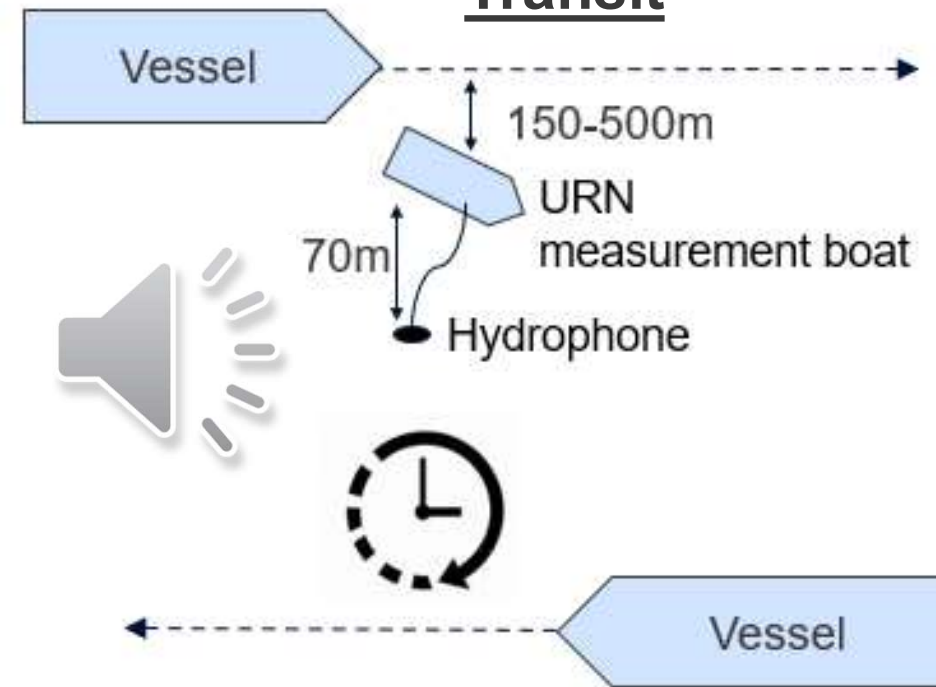 Transit
Vessel
150-500m
URN
measurement boat
70m
Hydrophone
Vessel